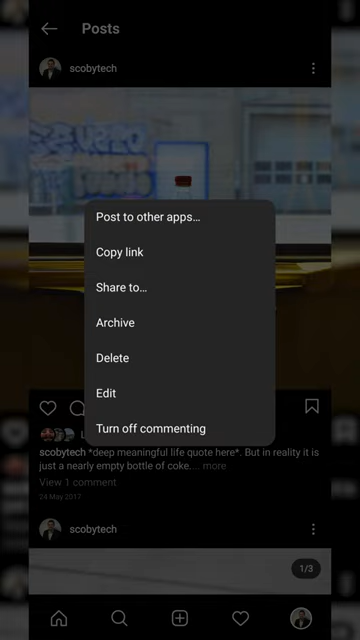 Posts
scobytech
Post to other apps...
Copy link
Share to...
Archive
Delete
Edit
Turn off commenting
scobytech *deep meaningful life quote here*. But in reality it is
just a nearly empty bottle of coke.... more
View 1 comment
24 May 2017
scobytech
1/3